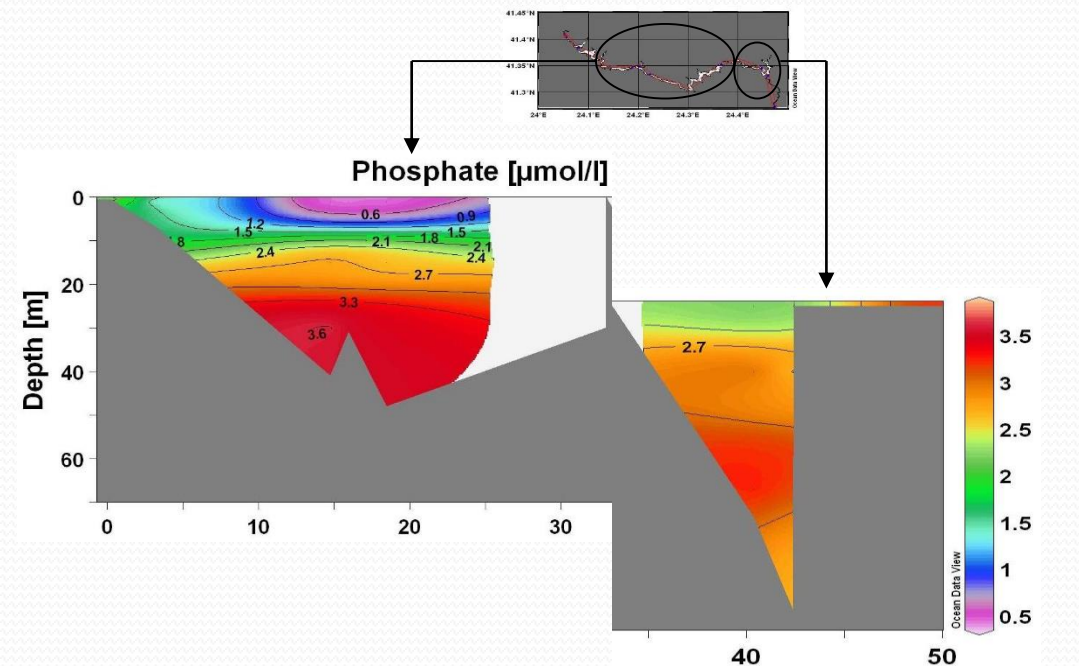 41.45°N
41.4°N
41.35°N
41.3°N
24°E 24.1°E 24.2°E 24.3°E 24.4°E
Ocean Data View
Phosphate [µmol/l]
Depth [m]
0
20
40
60
0.6
0.9
1.2
1.5
1.5
1.8
.8
2.1
2.1
2.4
2.4
2.7
3.3
3.6
0 10 20 30
2.7
40 50
Ocean Data View
3.5
3
2.5
2
1.5
1
0.5